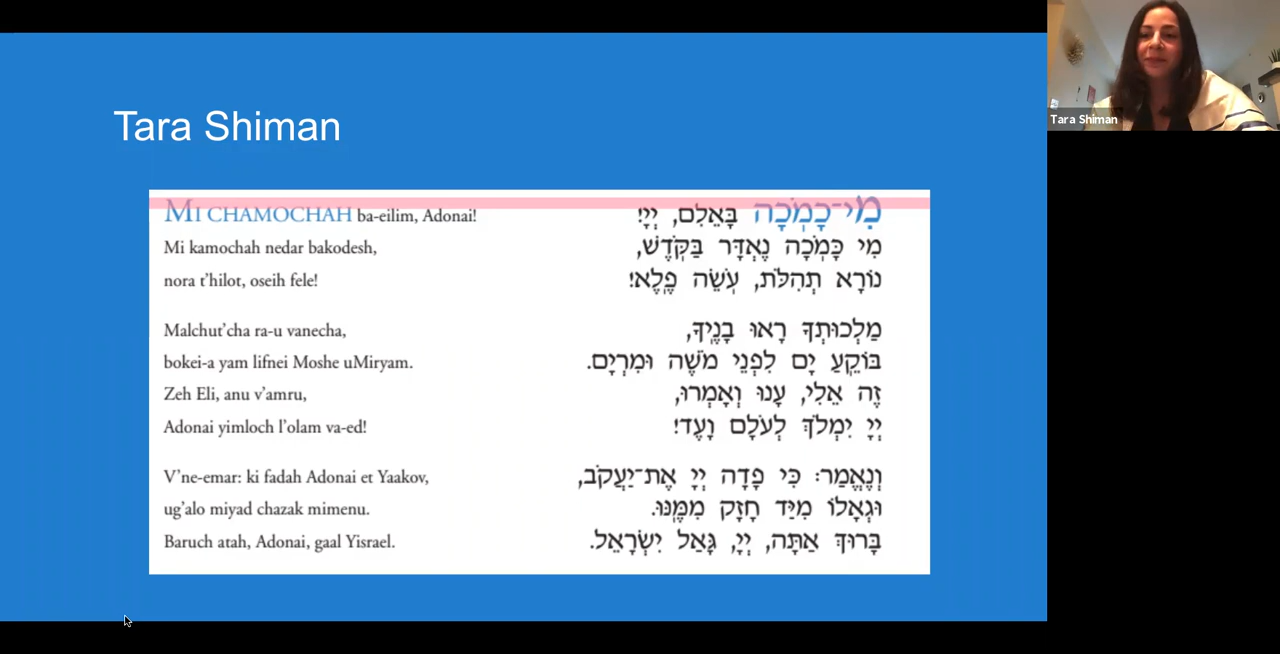 Tara Shiman
Tara Shiman
MI CHAMOCHAH ba-eilim, Adonai!
Mi kamochah nedar bakodesh,
nora t'hilot, oseih fele!
Malchut'cha ra-u vanecha,
bokei-a yam lifnei Moshe uMiryam.
Zeh Eli, anu v'amru,
Adonai yimloch l'olam va-ed!
V'ne-emar: ki fadah Adonai et Yaakov,
ug'alo miyad chazak mimenu.
Baruch atah, Adonai, gaal Yisrael.
מִי־כָמֹֽכָה בָּאֵלִם, יְיָ!
מִי כָּמֹֽכָה נֶאְדָּר בַּקֹּֽדֶשׁ,
נוֹרָא תְהִלֹּת, עֹֽשֵׂה פֶֽלֶא!
מַלְכוּתְךָ רָאוּ בָנֶֽיךָ,
בּוֹקֵֽעַ יָם לִפְנֵי מֹשֶׁה וּמִרְיָם.
זֶה אֵלִי, עָנוּ וְאָמְרוּ,
יְיָ יִמְלֹךְ לְעֹלָם וָעֶד!
וְנֶאֱמַר: כִּי פָדָה יְיָ אֶת־יַעֲקֹב,
וּגְאָלוֹ מִיַּד חָזָק מִמֶּֽנּוּ.
בָּרוּךְ אַתָּה, יְיָ, גָּאַל יִשְׂרָאֵל.